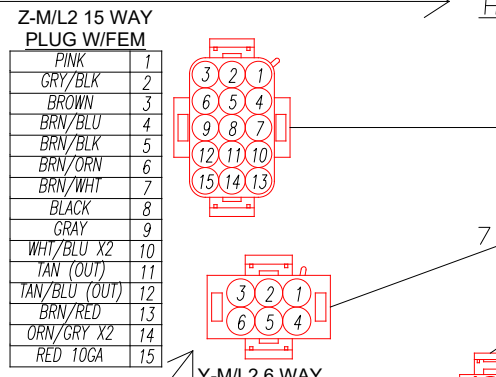 Z-M/L2 15 WAY
PLUG W/FEM
PINK 1
GRY/BLK 2
BROWN 3
BRN/BLU 4
BRN/BLK 5
BRN/ORN 6
BRN/WHT 7
BLACK 8
GRAY 9
WHT/BLU X2 10
TAN (OUT) 11
TAN/BLU (OUT) 12
BRN/RED 13
ORN/GRY X2 14
RED 10GA 15
3 2 1
6 5 4
9 8 7
12 11 10
15 14 13
3 2 1
6 5 4
Y-M/L2 6 WAY